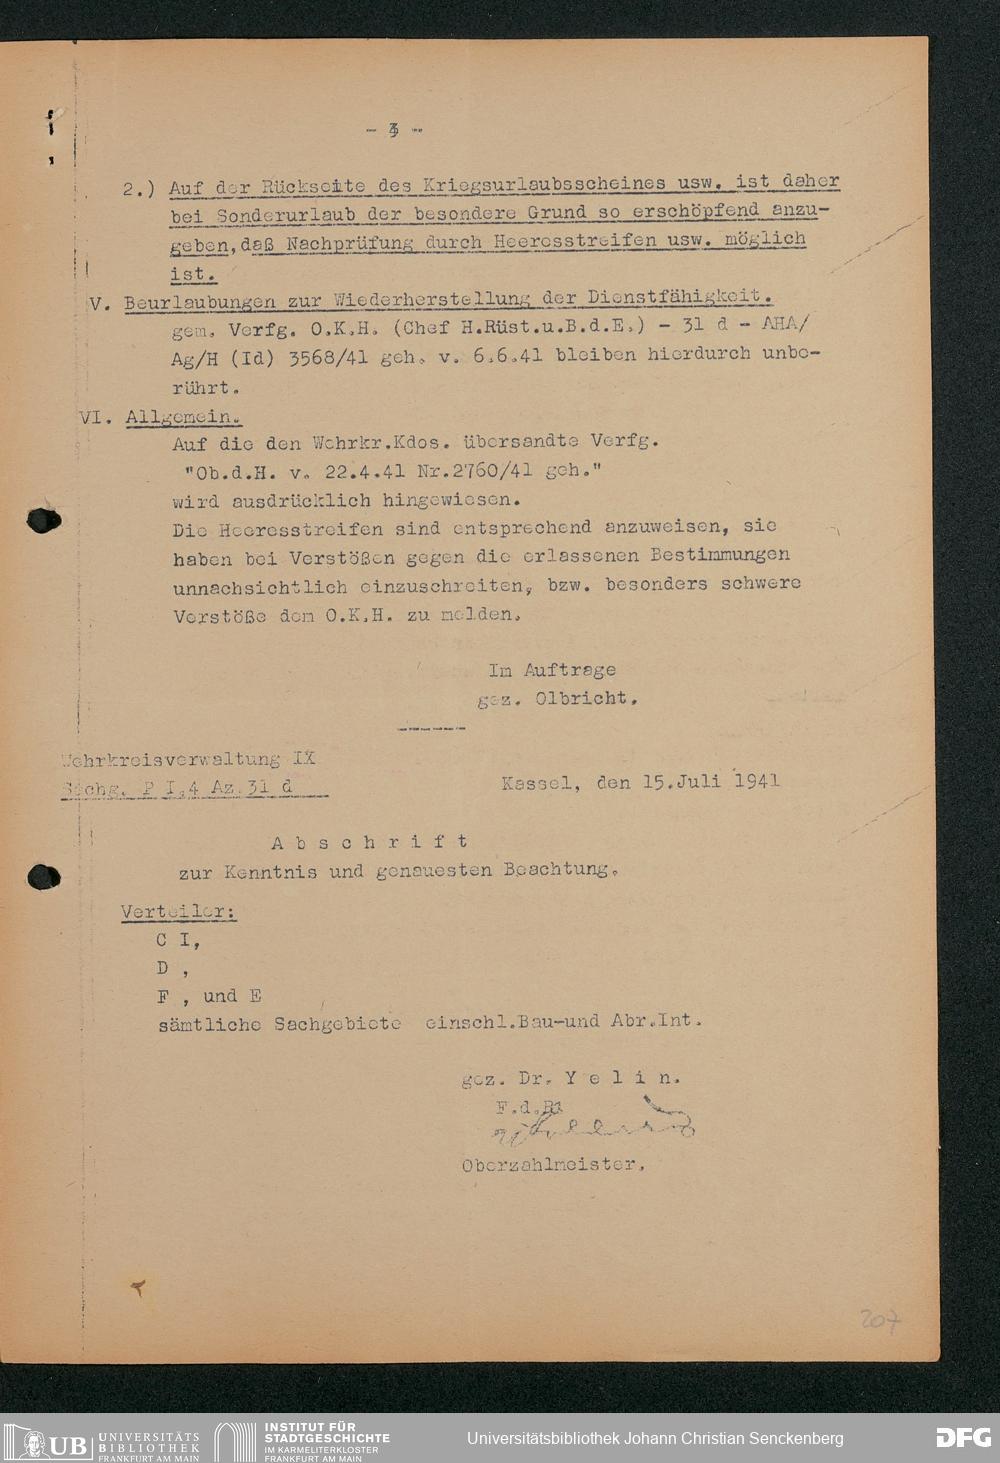 - 3 -
2.) Auf der Rückseite des Kriegsurlaubsscheines usw. ist daher
bei Sonderurlaub der besondere Grund so erschöpfend anzu-
geben, daß Nachprüfung durch Heeresstreifen usw. möglich
ist.
V. Beurlaubungen zur Wiederherstellung der Dienstfähigkeit.
gem. Verfg. O.K.H. (Chef H.Rüst.u.B.d.E.) - 31 d - AHA/
Ag/H (Id) 3568/41 geh. v. 6.6.41 bleiben hierdurch unbe-
rührt.
VI. Allgemein.
Auf die den Wehrkr.Kdos. übersandte Verfg.
"Ob.d.H. v. 22.4.41 Nr.2760/41 geh."
wird ausdrücklich hingewiesen.
Die Heeresstreifen sind entsprechend anzuweisen, sie
haben bei Verstößen gegen die erlassenen Bestimmungen
unnachsichtlich einzuschreiten, bzw. besonders schwere
Verstöße dem O.K.H. zu melden.
Im Auftrage
gez. Olbricht.
Wehrkreisverwaltung IX
Sachg. P I,4 Az.31 d
Kassel, den 15.Juli 1941
A b s c h r i f t
zur Kenntnis und genauesten Beachtung.
Verteiler:
C I,
D ,
F , und E
sämtliche Sachgebiete einschl.Bau-und Abr.Int.
gez. Dr. Y e l i n.
F.d.R.
Oberzahlmeister.
207
UB UNIVERSITÄTS
BIBLIOTHEK
FRANKFURT AM MAIN
INSTITUT FÜR
STADTGESCHICHTE
IM KARMELITERKLOSTER
FRANKFURT AM MAIN
Universitätsbibliothek Johann Christian Senckenberg
DFG